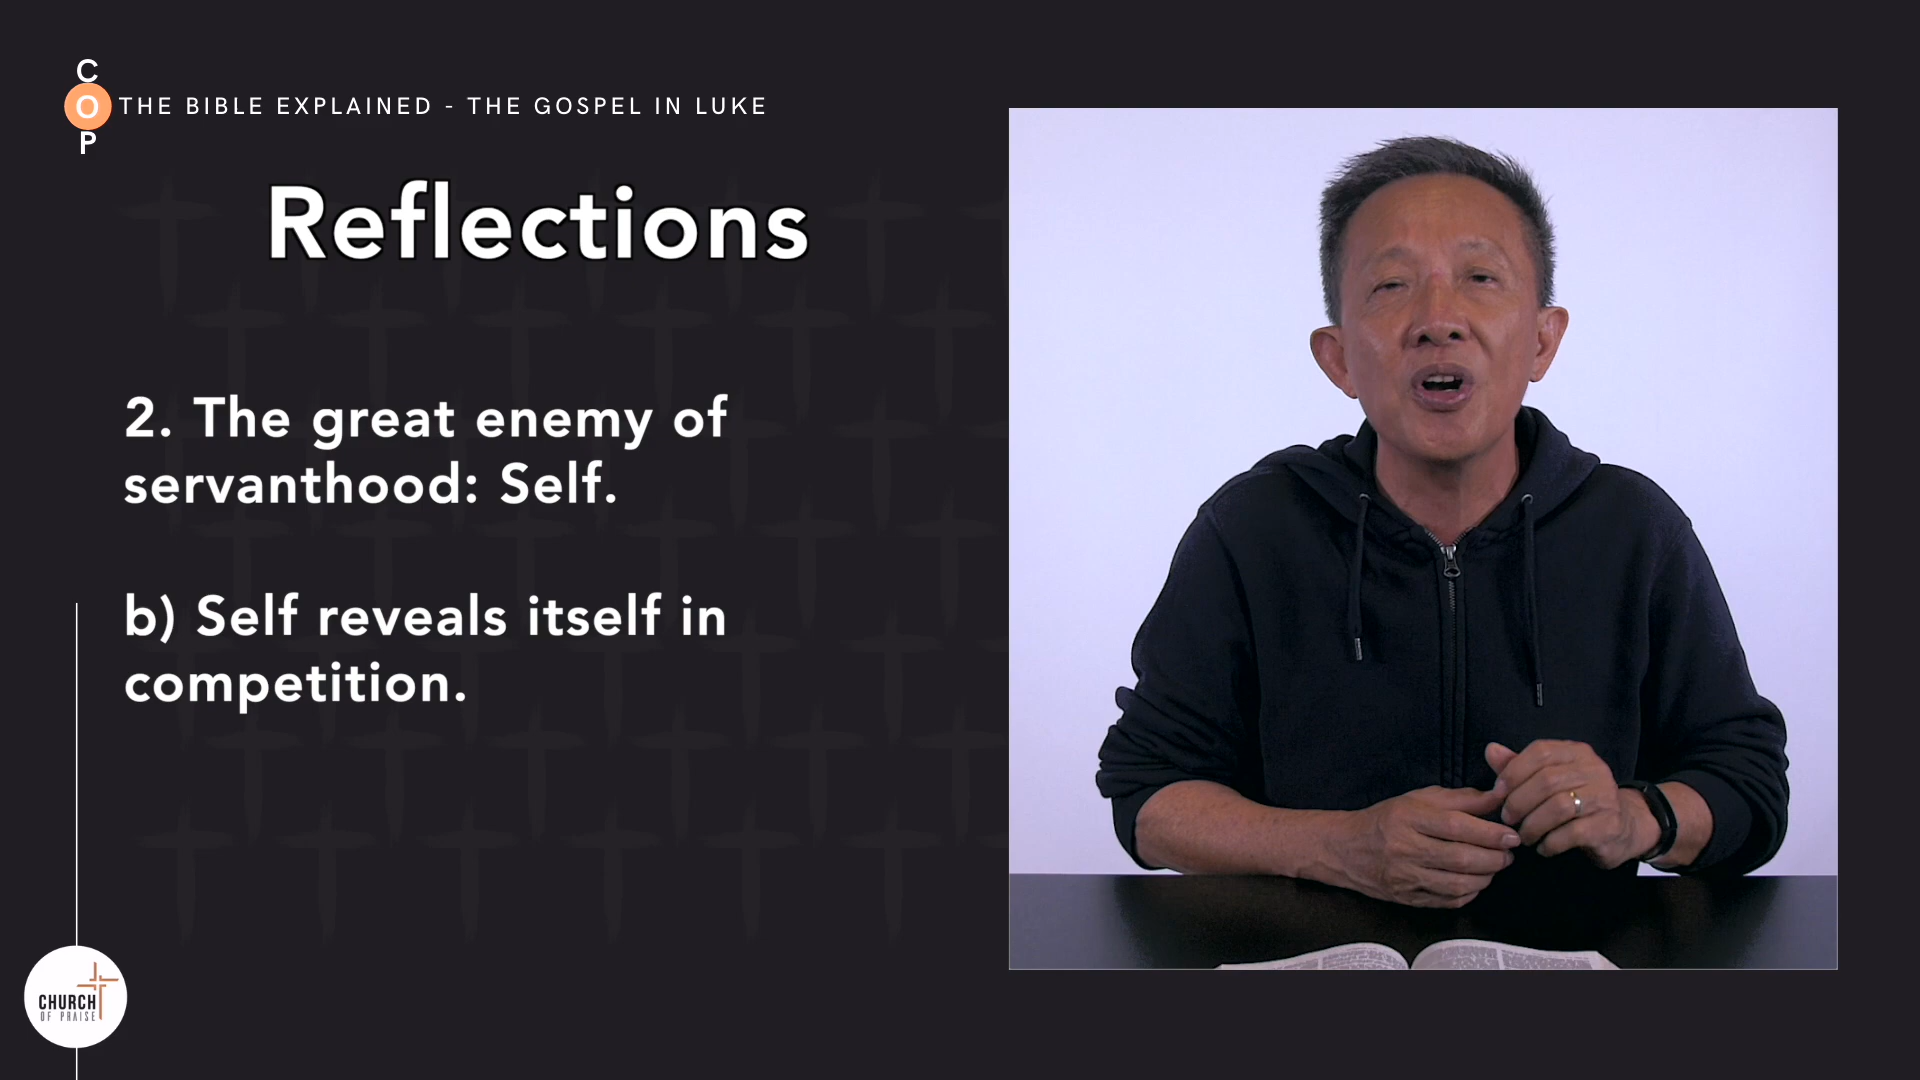 C
O
P
THE BIBLE EXPLAINED - THE GOSPEL IN LUKE
Reflections
2. The great enemy of
servanthood: Self.
b) Self reveals itself in
competition.
CHURCH
OF PRAISE